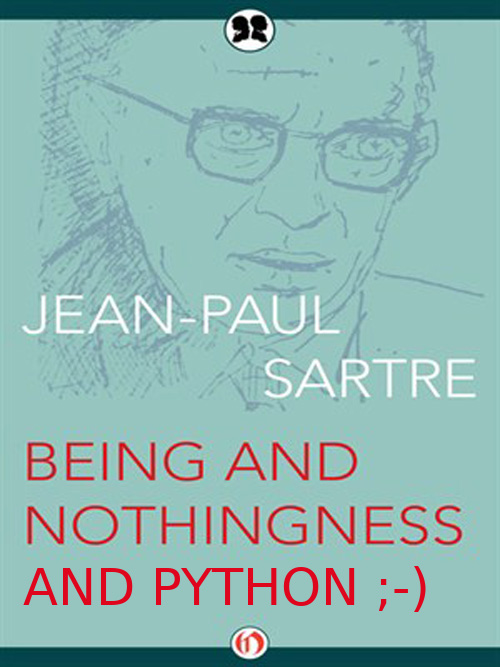 JEAN-PAUL
SARTRE
BEING AND
NOTHINGNESS
AND PYTHON ;-)